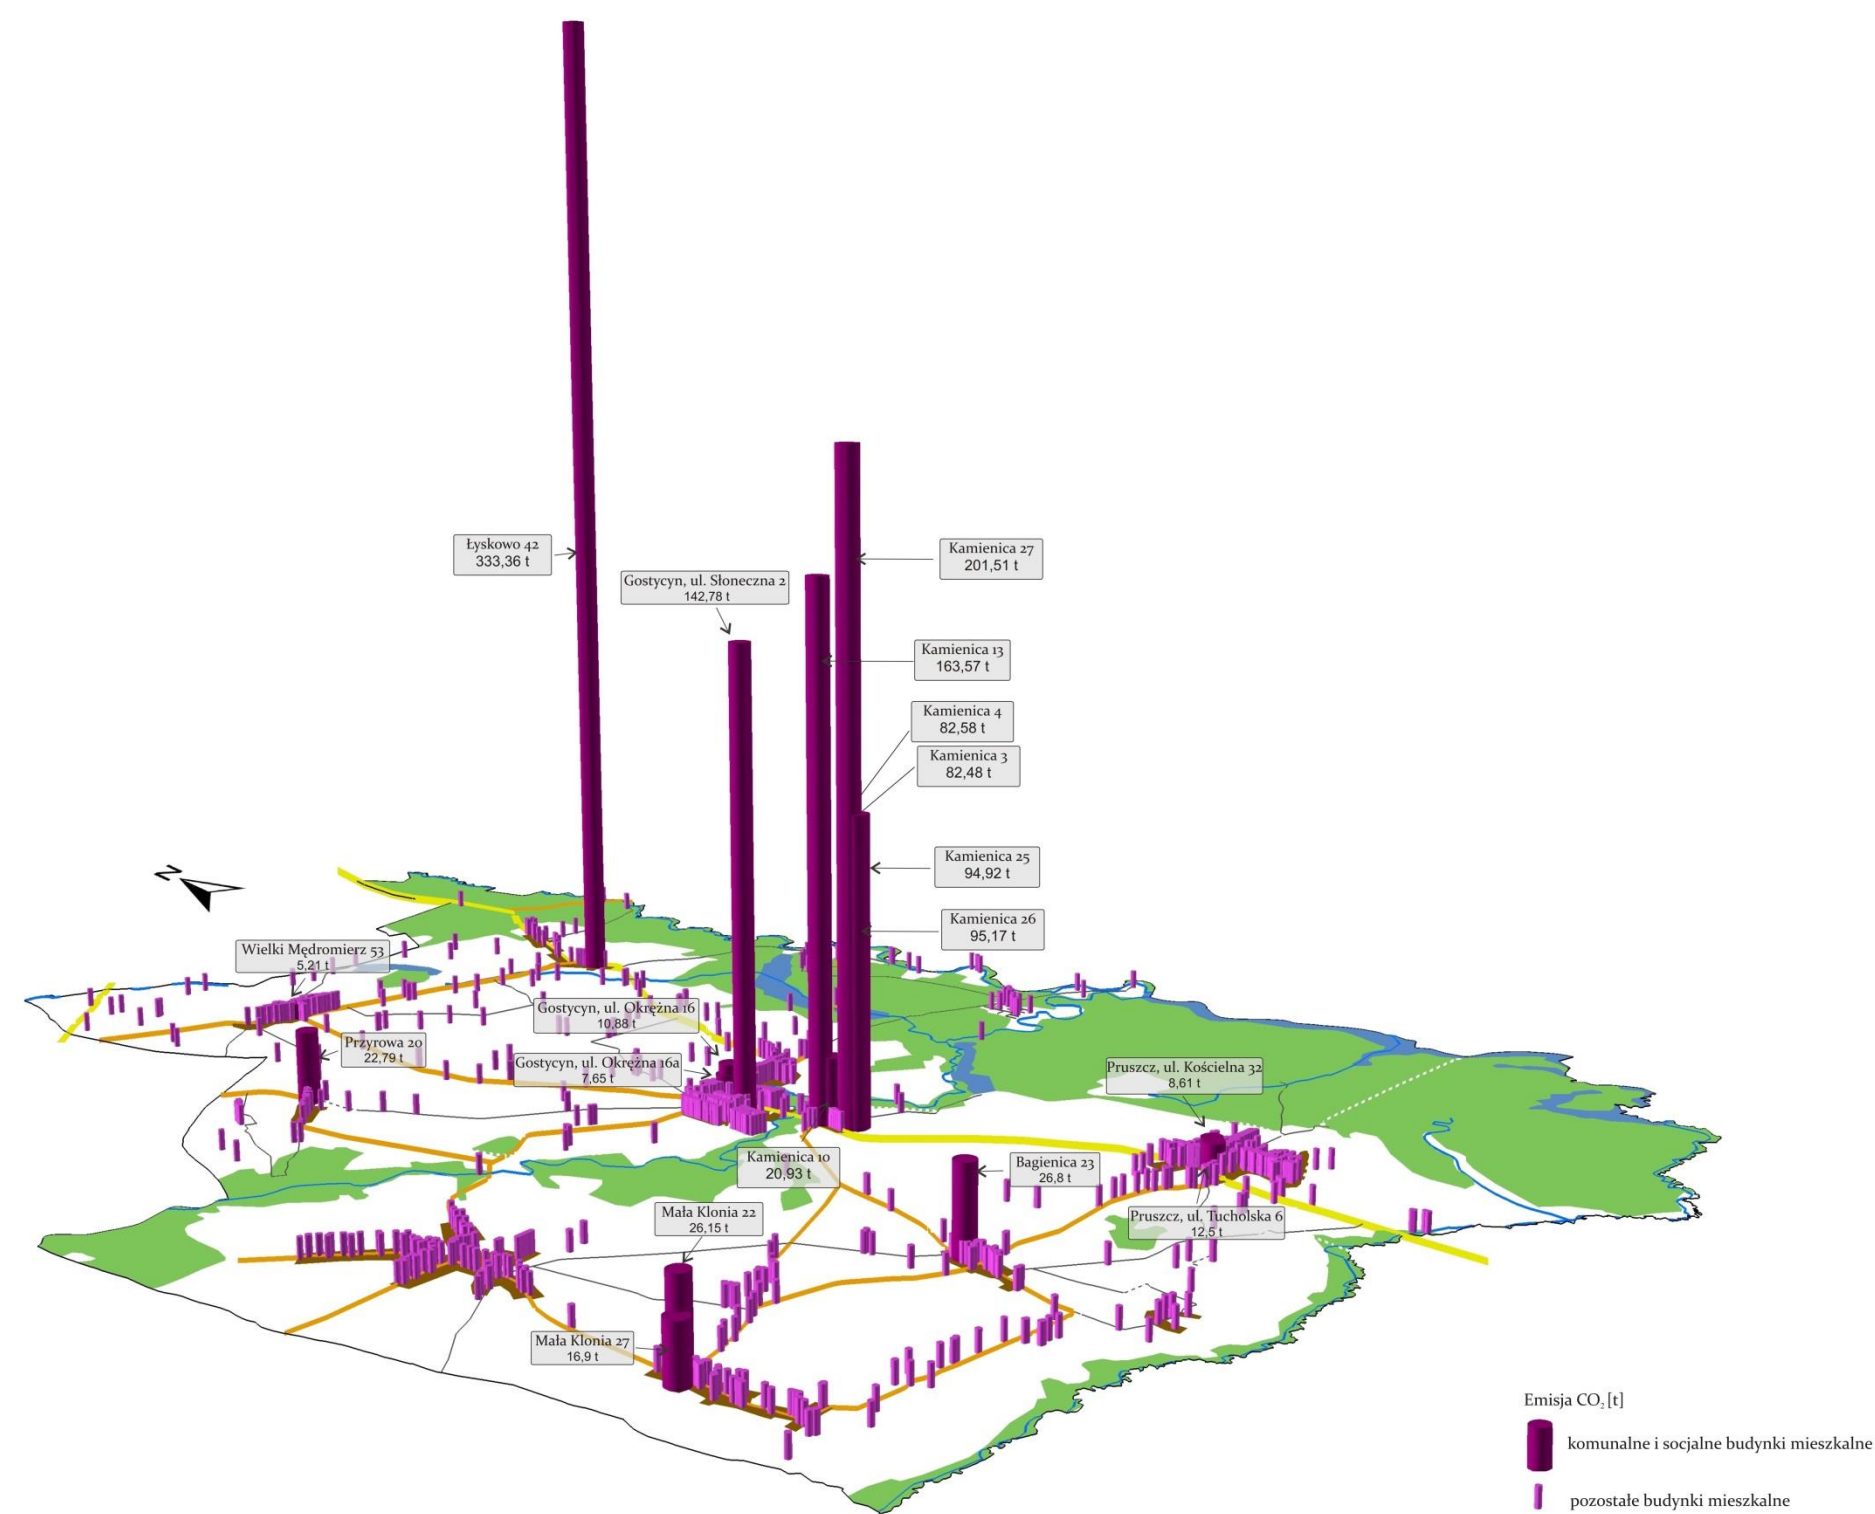 Łyskowo 42
333,36 t
Kamienica 27
201,51 t
Gostycyn, ul. Słoneczna 2
142,78 t
Kamienica 13
163,57 t
Kamienica 4
82,58 t
Kamienica 3
82,48 t
Kamienica 25
94,92 t
N
Kamienica 26
95,17 t
Wielki Mędromierz 53
5,21 t
Gostycyn, ul. Okrężna 16
10,88 t
Przyrowa 20
22,79 t
Gostycyn, ul. Okrężna 16a
7,65 t
Pruszcz, ul. Kościelna 32
8,61 t
Kamienica 10
20,93 t
Bagienica 23
26,8 t
Mała Klonia 22
26,15 t
Pruszcz, ul. Tucholska 6
12,5 t
Mała Klonia 27
16,9 t
Emisja CO₂ [t]
komunalne i socjalne budynki mieszkalne
pozostałe budynki mieszkalne